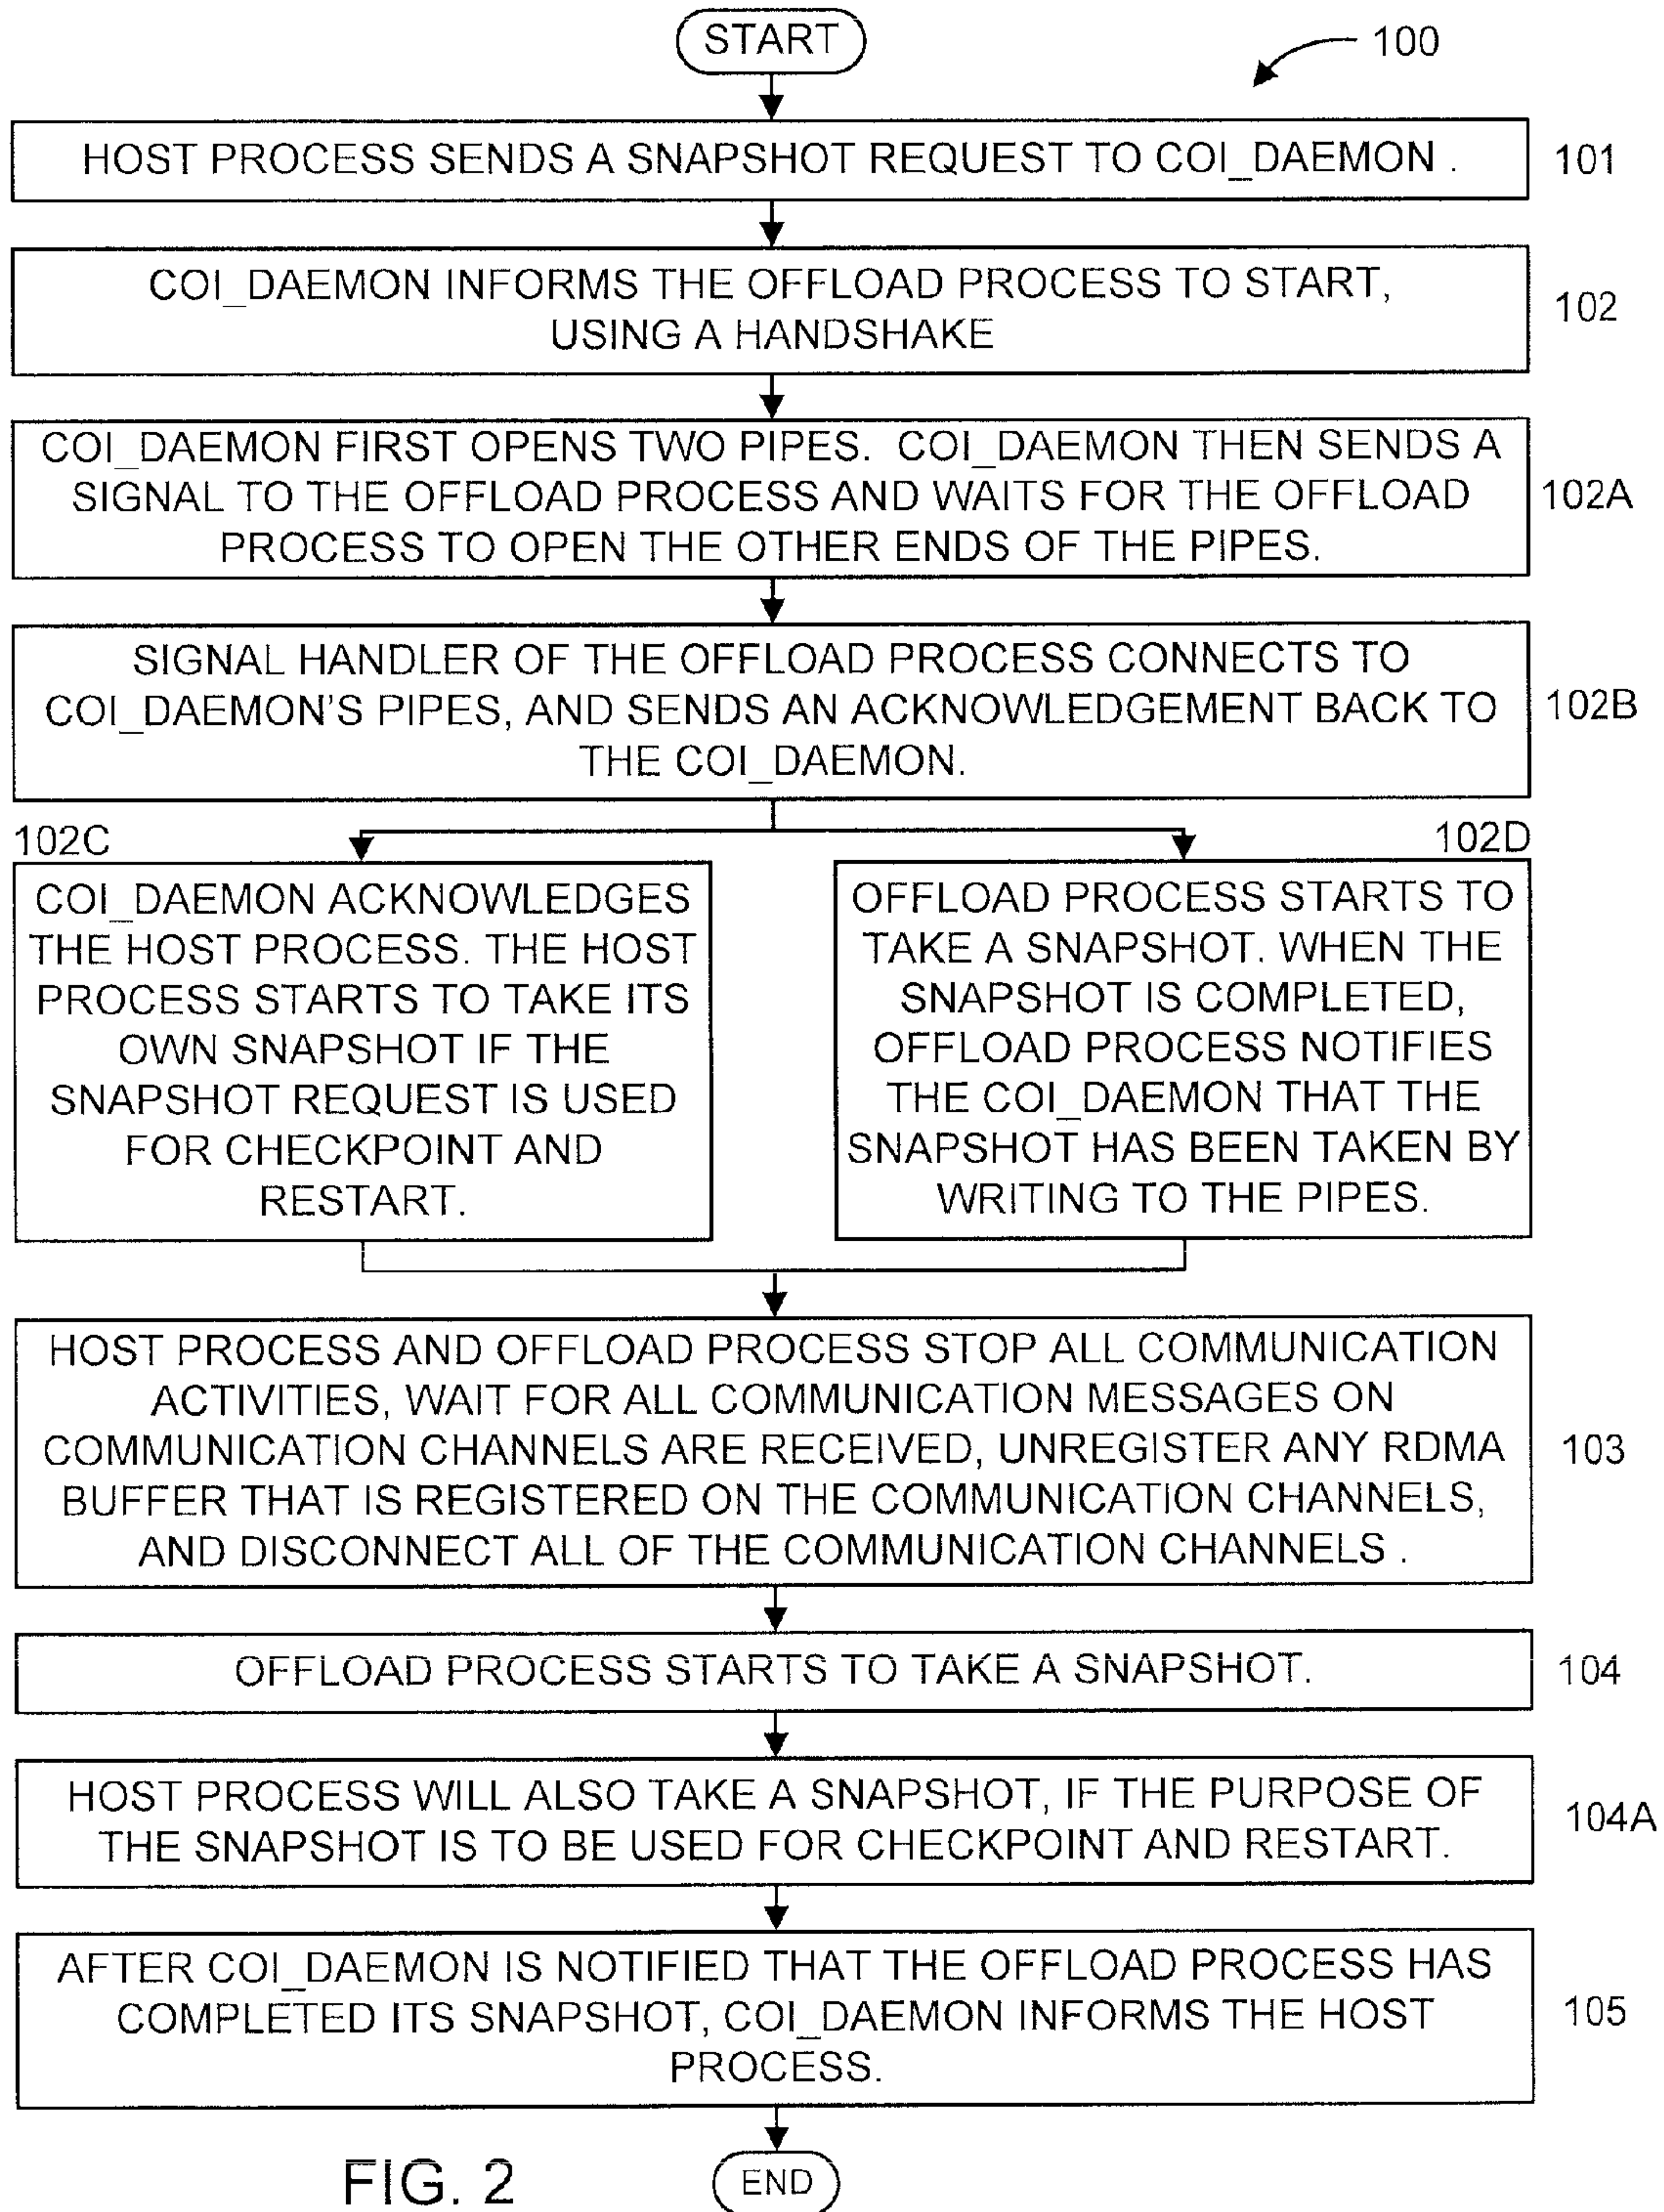 START
100
HOST PROCESS SENDS A SNAPSHOT REQUEST TO COI_DAEMON .
101
COI_DAEMON INFORMS THE OFFLOAD PROCESS TO START,
USING A HANDSHAKE
102
COI_DAEMON FIRST OPENS TWO PIPES. COI_DAEMON THEN SENDS A
SIGNAL TO THE OFFLOAD PROCESS AND WAITS FOR THE OFFLOAD
PROCESS TO OPEN THE OTHER ENDS OF THE PIPES.
102A
SIGNAL HANDLER OF THE OFFLOAD PROCESS CONNECTS TO
COI_DAEMON'S PIPES, AND SENDS AN ACKNOWLEDGEMENT BACK TO
THE COI_DAEMON.
102B
102C
COI_DAEMON ACKNOWLEDGES
THE HOST PROCESS. THE HOST
PROCESS STARTS TO TAKE ITS
OWN SNAPSHOT IF THE
SNAPSHOT REQUEST IS USED
FOR CHECKPOINT AND
RESTART.
102D
OFFLOAD PROCESS STARTS TO
TAKE A SNAPSHOT. WHEN THE
SNAPSHOT IS COMPLETED,
OFFLOAD PROCESS NOTIFIES
THE COI_DAEMON THAT THE
SNAPSHOT HAS BEEN TAKEN BY
WRITING TO THE PIPES.
HOST PROCESS AND OFFLOAD PROCESS STOP ALL COMMUNICATION
ACTIVITIES, WAIT FOR ALL COMMUNICATION MESSAGES ON
COMMUNICATION CHANNELS ARE RECEIVED, UNREGISTER ANY RDMA
BUFFER THAT IS REGISTERED ON THE COMMUNICATION CHANNELS,
AND DISCONNECT ALL OF THE COMMUNICATION CHANNELS .
103
OFFLOAD PROCESS STARTS TO TAKE A SNAPSHOT.
104
HOST PROCESS WILL ALSO TAKE A SNAPSHOT, IF THE PURPOSE OF
THE SNAPSHOT IS TO BE USED FOR CHECKPOINT AND RESTART.
104A
AFTER COI_DAEMON IS NOTIFIED THAT THE OFFLOAD PROCESS HAS
COMPLETED ITS SNAPSHOT, COI_DAEMON INFORMS THE HOST
PROCESS.
105
END
FIG. 2